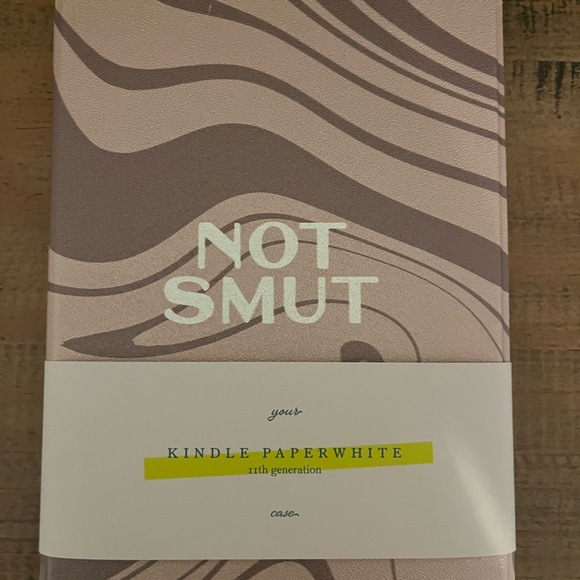 NOT
SMUT
your
KINDLE PAPERWHITE
11th generation
case